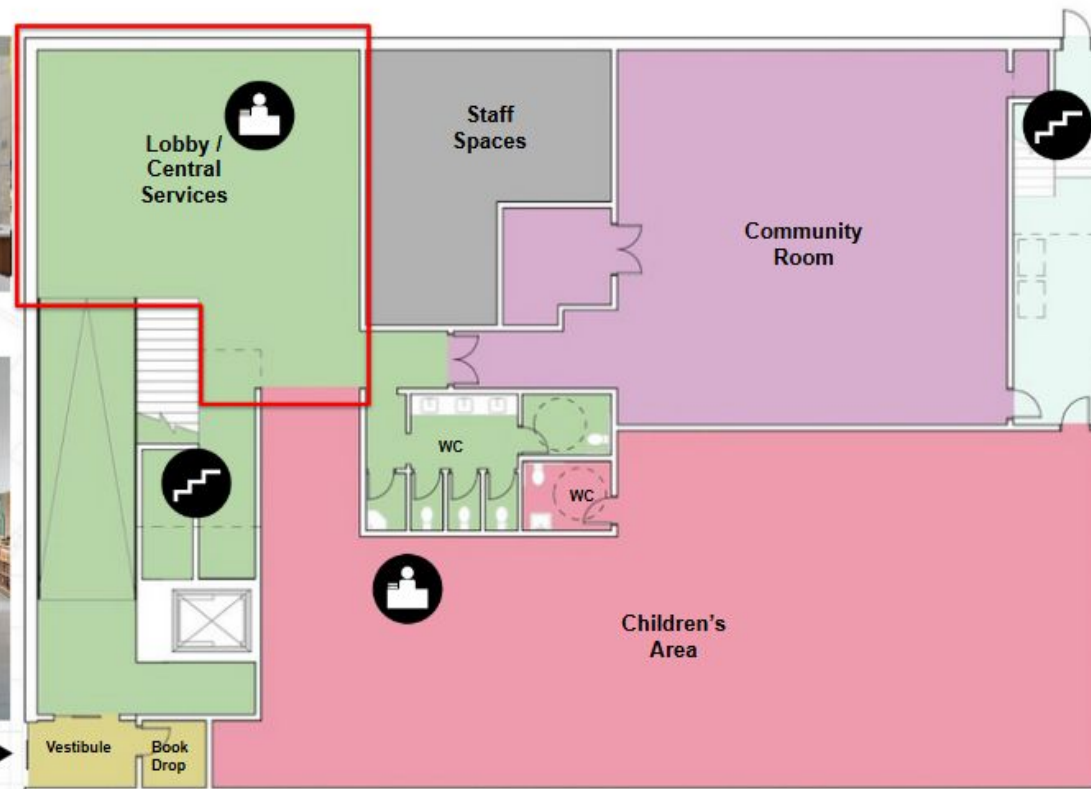 Lobby /
Central
Services
Staff
Spaces
Community
Room
WC
WC
Children's
Area
Vestibule
Book
Drop